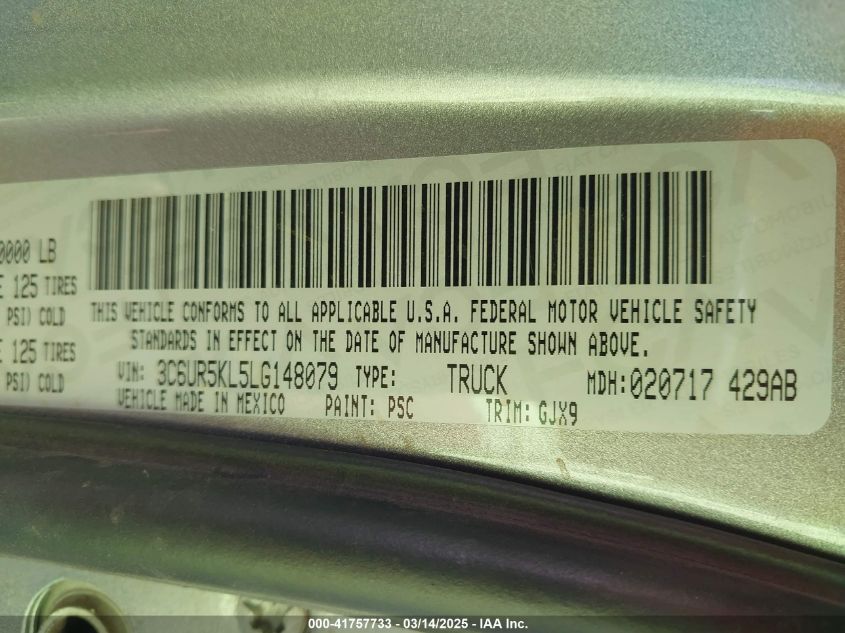 0000 LB
E 125 TIRES
PSI) COLD
E 125 TIRES
PSI) COLD
THIS VEHICLE CONFORMS TO ALL APPLICABLE U.S.A. FEDERAL MOTOR VEHICLE SAFETY
STANDARDS IN EFFECT ON THE DATE OF MANUFACTURE SHOWN ABOVE.
VIN: 3C6UR5KL5LG148079 TYPE: TRUCK MDH:020717 429AB
VEHICLE MADE IN MEXICO PAINT: PSC TRIM: GJX9
000-41757733 - 03/14/2025 - IAA Inc.